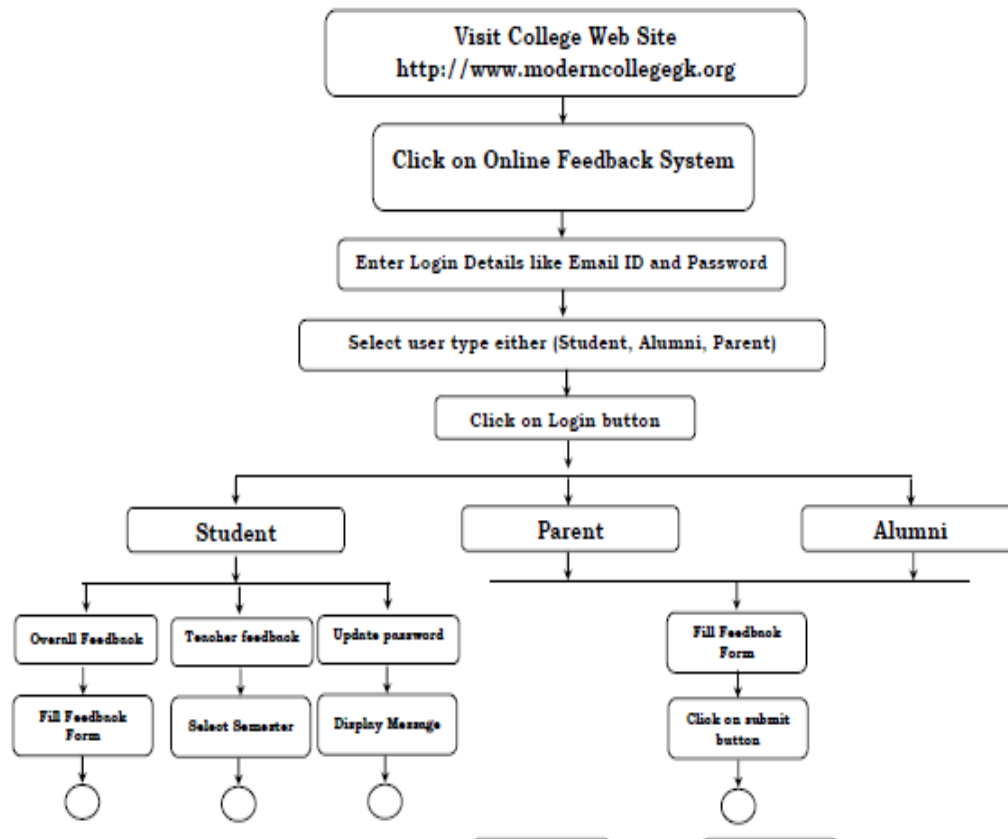 Visit College Web Site
http://www.moderncollegegk.org
Click on Online Feedback System
Enter Login Details like Email ID and Password
Select user type either (Student, Alumni, Parent)
Click on Login button
Student
Parent
Alumni
Overall Feedback
Teacher feedback
Update password
Fill Feedback
Form
Fill Feedback
Form
Select Semester
Display Message
Click on submit
button